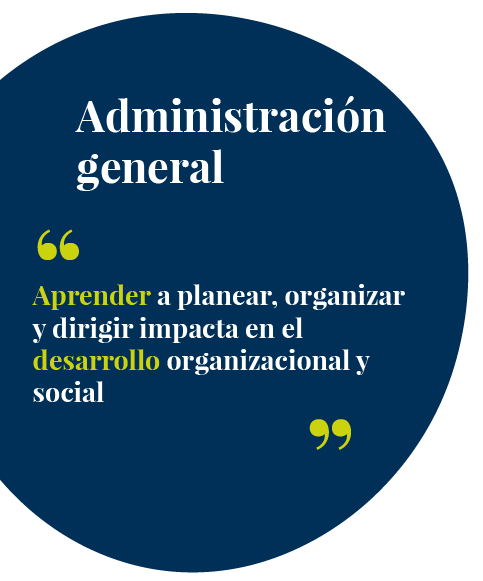 Administración
general
“
Aprender a planear, organizar
y dirigir impacta en el
desarrollo organizacional y
social
”